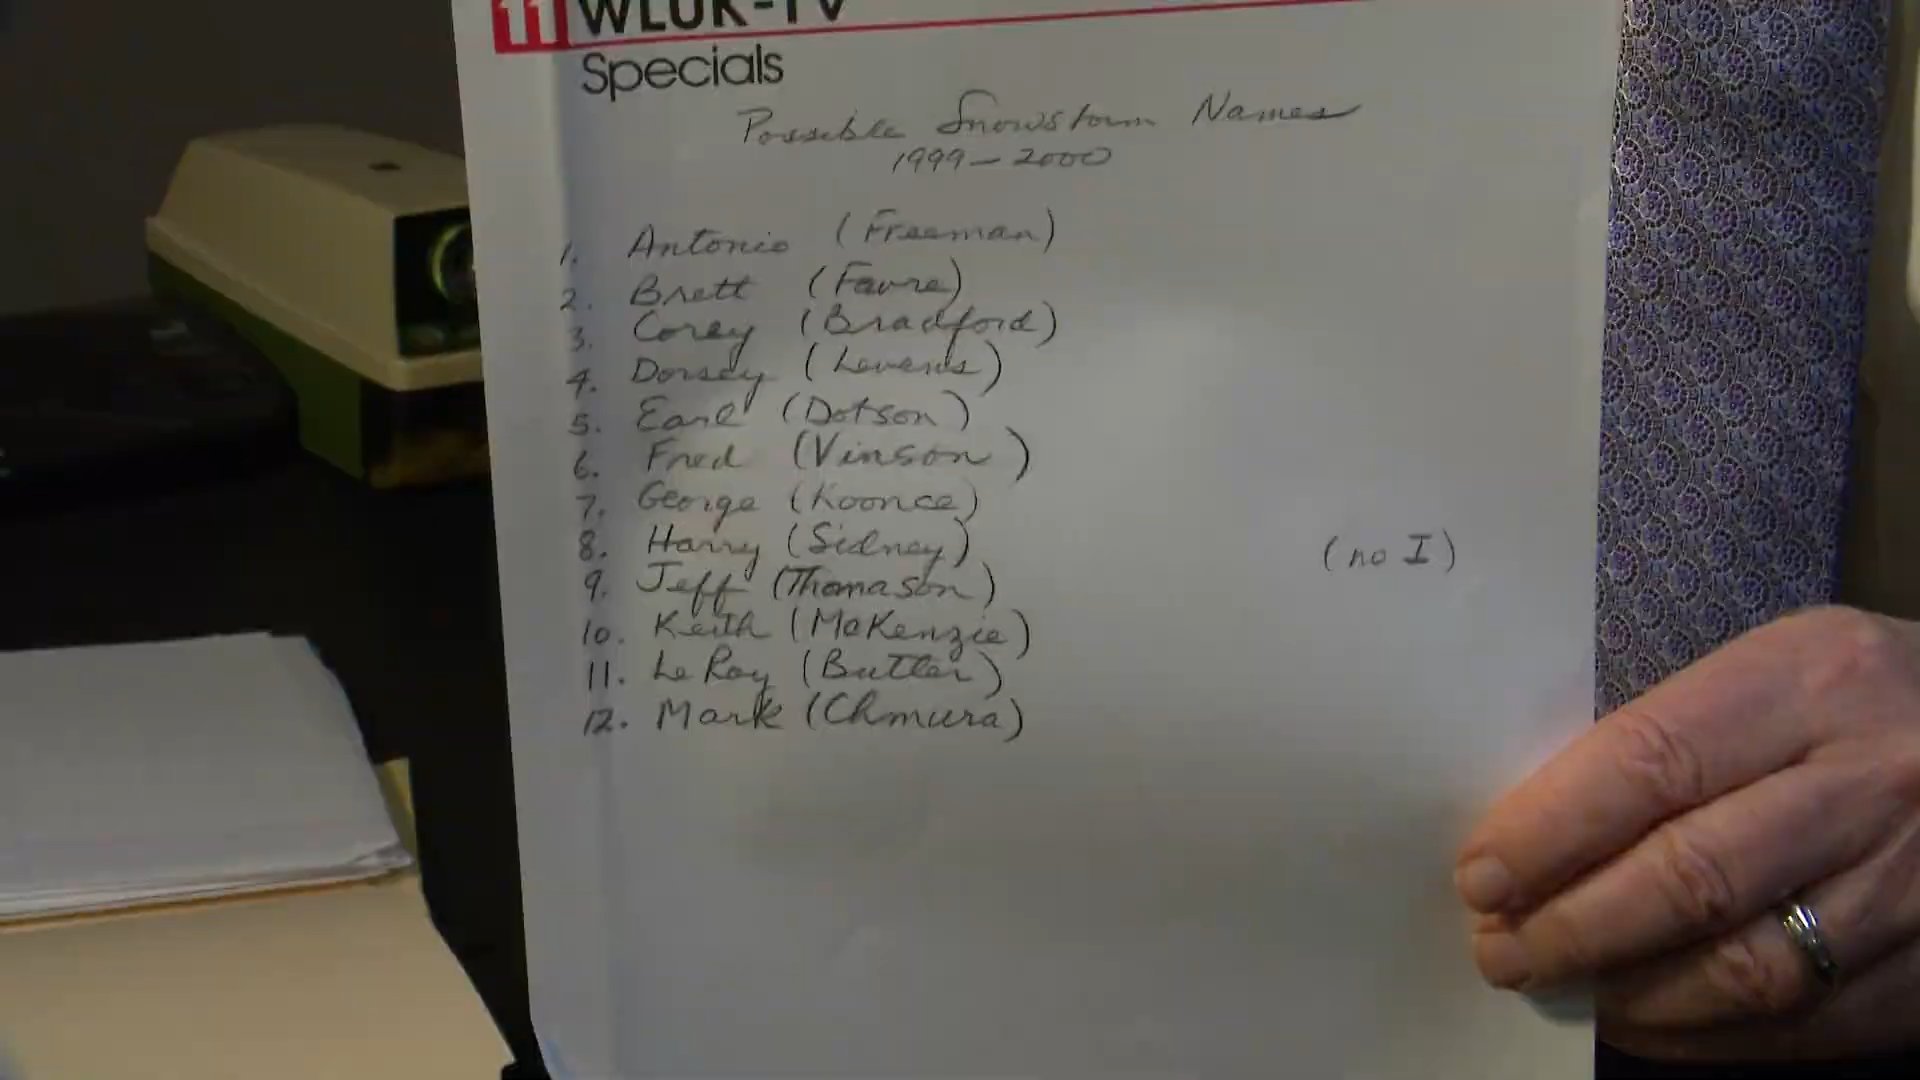 11 WLUK-TV
Specials
Possible Snowstorm Names
1999-2000
1. Antonio (Freeman)
2. Brett (Favre)
3. Corey (Bradford)
4. Dorsey (Levens)
5. Earl (Dotson)
6. Fred (Vinson)
7. George (Koonce)
8. Harry (Sidney) (no I)
9. Jeff (Thomason)
10. Keith (McKenzie)
11. LeRoy (Butler)
12. Mark (Chmura)